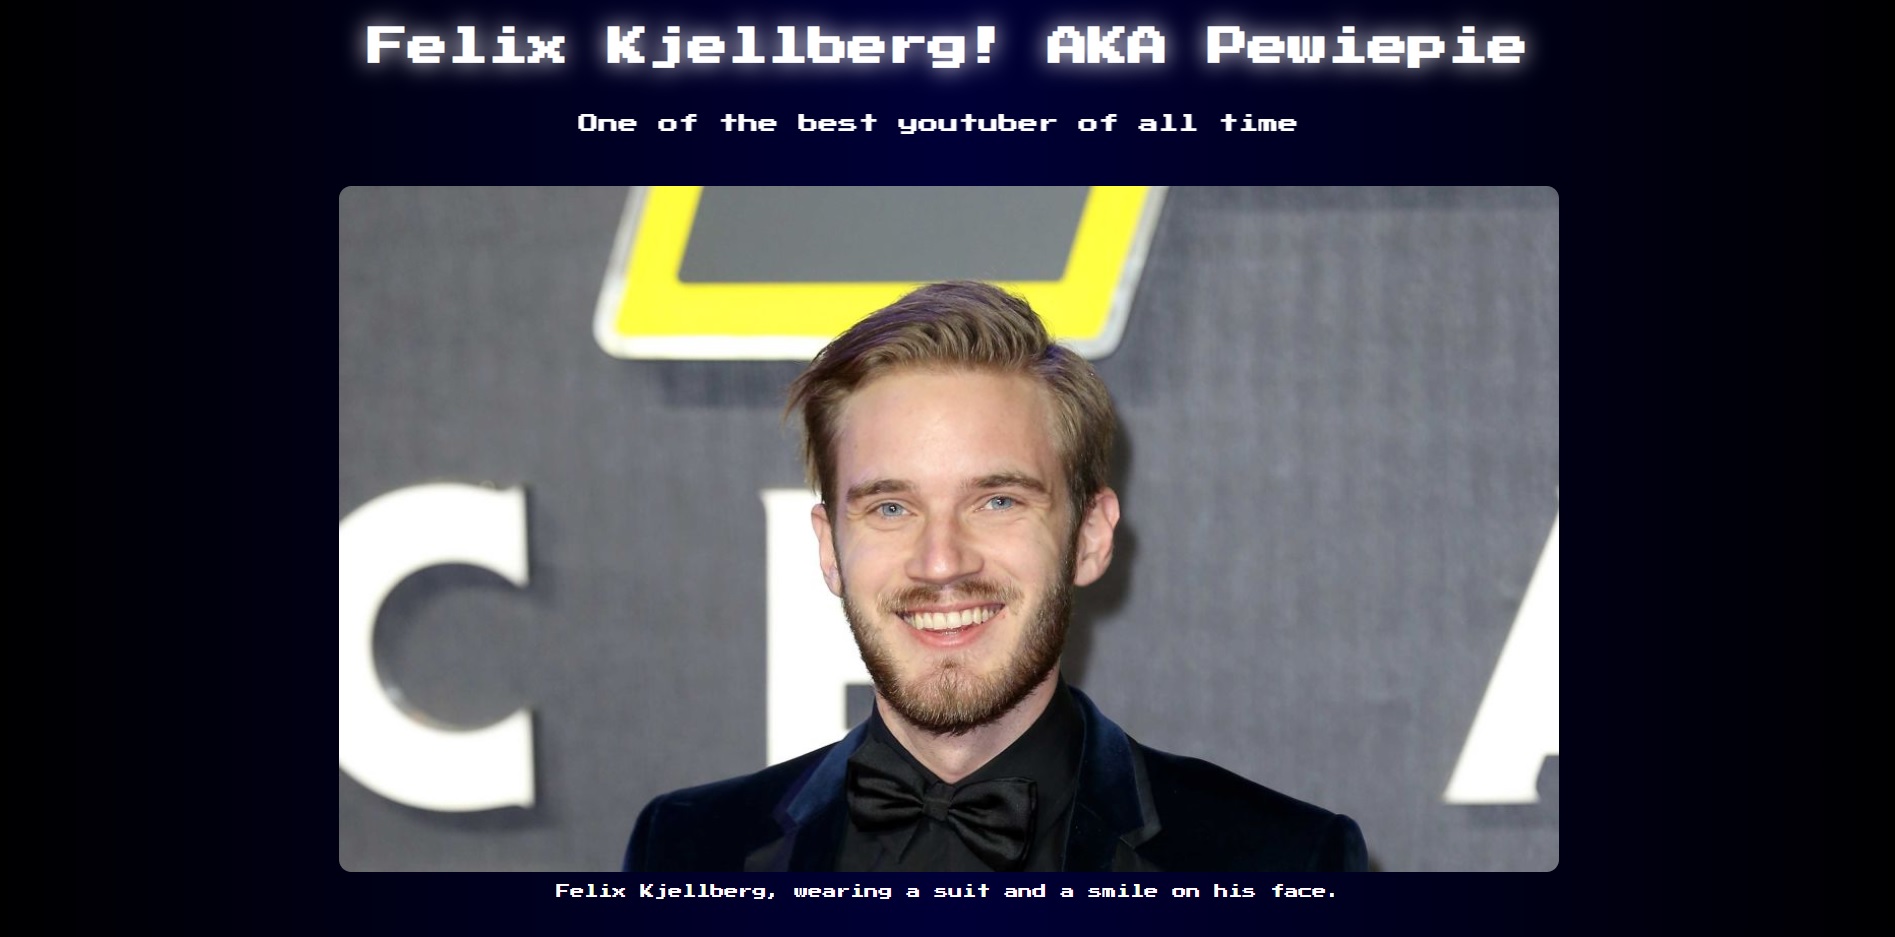 Felix Kjellberg! AKA Pewiepie
One of the best youtuber of all time
C E A
Felix Kjellberg, wearing a suit and a smile on his face.